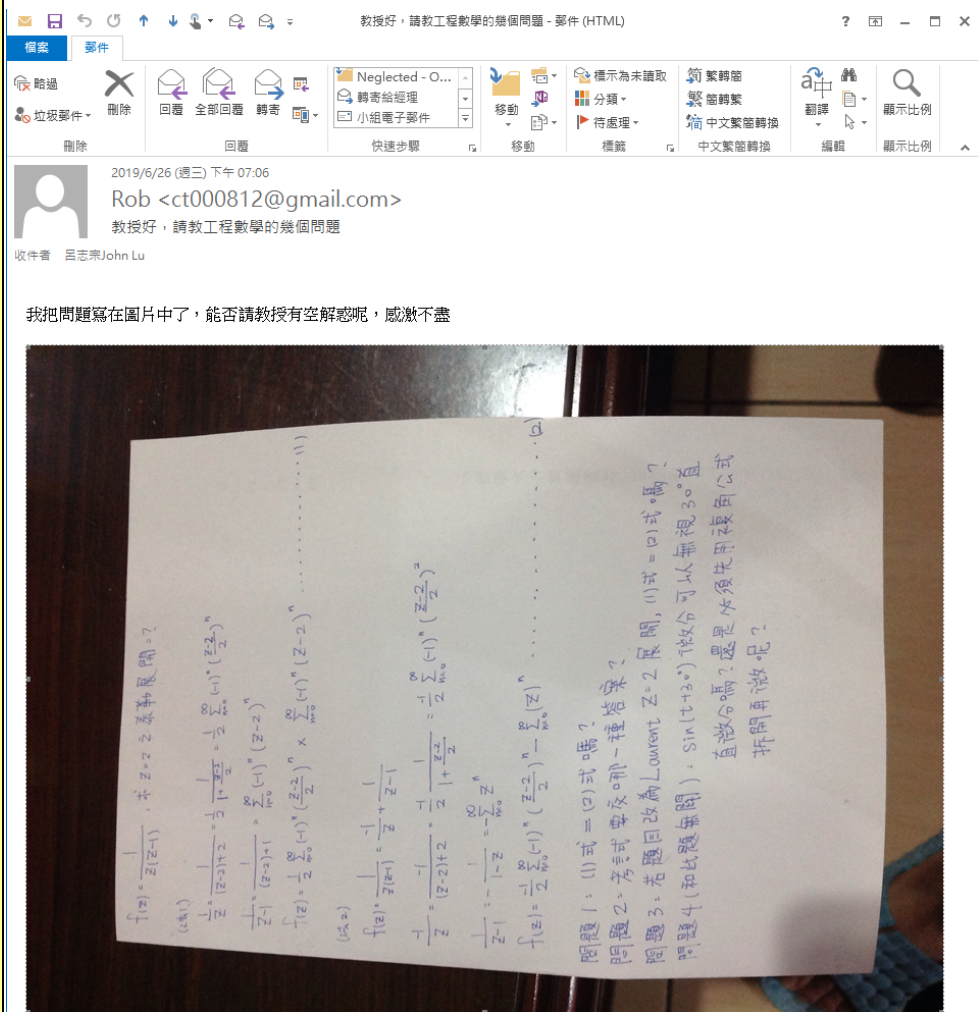 教授好，請教工程數學的幾個問題 - 郵件 (HTML)
檔案 郵件
略過
垃圾郵件
刪除
回覆 全部回覆 轉寄
Neglected - O...
轉寄給經理
小組電子郵件
移動
標示為未讀取
分類
待處理
繁轉簡
簡轉繁
中文繁簡轉換
翻譯
顯示比例
刪除 回覆 快速步驟 移動 標籤 中文繁簡轉換 編輯 顯示比例
2019/6/26 (週三) 下午 07:06
Rob <ct000812@gmail.com>
教授好，請教工程數學的幾個問題
收件者 呂志宗John Lu
我把問題寫在圖片中了，能否請教授有空解惑呢，感激不盡
f(z) = 1/(z(z-1)), 求 z=2 之泰勒展開=?
(法1)
1/z = 1/((z-2)+2) = 1/2 1/(1+(z-2)/2) = 1/2 Σ_{n=0}^∞ (-1)^n ((z-2)/2)^n
1/(z-1) = 1/((z-2)+1) = Σ_{n=0}^∞ (-1)^n (z-2)^n
f(z) = 1/2 Σ_{n=0}^∞ (-1)^n ((z-2)/2)^n × Σ_{n=0}^∞ (-1)^n (z-2)^n ........... (1)
(法2)
f(z) = 1/(z(z-1)) = -1/z + 1/(z-1)
-1/z = -1/((z-2)+2) = -1/2 1/(1+(z-2)/2) = -1/2 Σ_{n=0}^∞ (-1)^n ((z-2)/2)^2
1/(z-1) = - 1/(1-z) = - Σ_{n=0}^∞ z^n
f(z) = -1/2 Σ_{n=0}^∞ (-1)^n ((z-2)/2)^n - Σ_{n=0}^∞ (z)^n ........... (2)
問題1: (1)式=(2)式嗎?
問題2: 考試要寫哪一種答案?
問題3: 若題目改為Laurent z=2 展開, (1)式=(2)式嗎?
問題4 (和此題無關): sin(t+30°)微分可以無視30°直
直微分嗎? 還是必須先用複角公式
拆開再微呢?